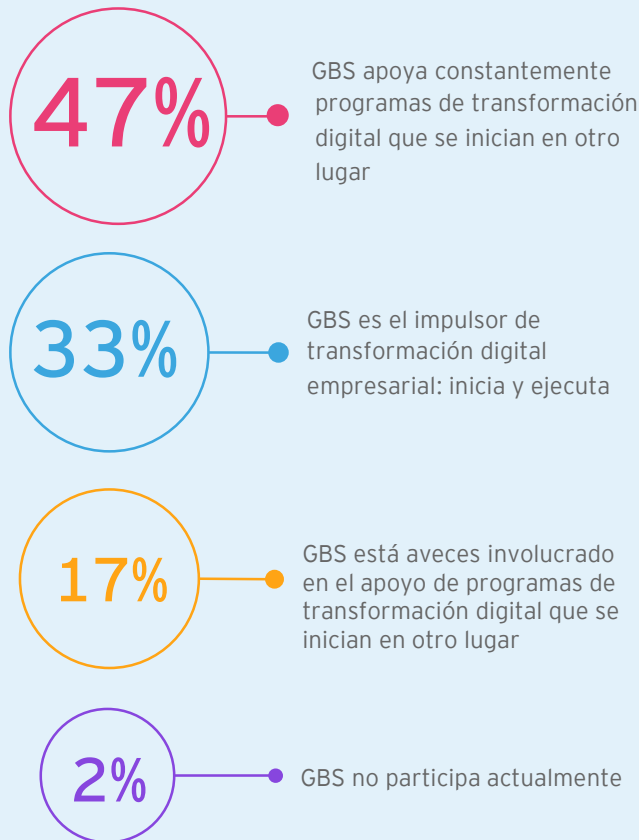 47%
GBS apoya constantemente
programas de transformación
digital que se inician en otro
lugar
33%
GBS es el impulsor de
transformación digital
empresarial: inicia y ejecuta
17%
GBS está aveces involucrado
en el apoyo de programas de
transformación digital que se
inician en otro lugar
2%
GBS no participa actualmente